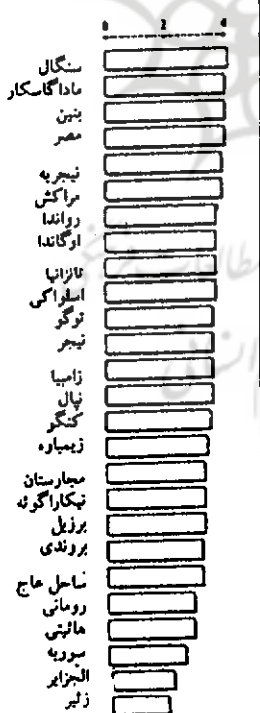 0 2 4
سنگال
ماداگاسکار
بنین
مصر
نیجریه
مراکش
رواندا
اوگاندا
تانزانیا
اسلواکی
توگو
نیجر
زامبیا
نپال
کنگو
زیمباره
مجارستان
نیکاراگوئه
برزیل
بروندی
ساحل عاج
رومانی
هائیتی
سوریه
الجزایر
زئیر